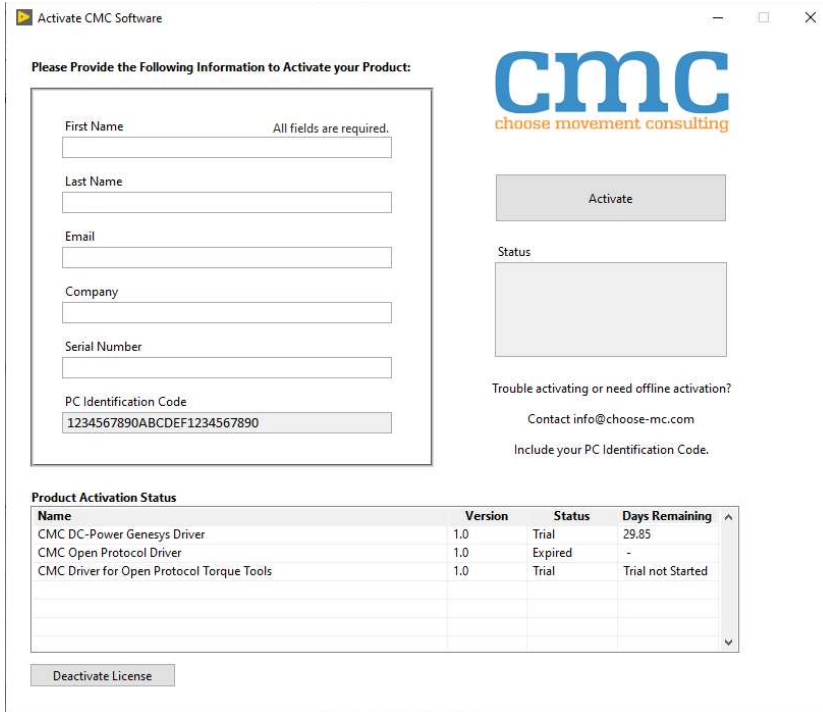 Activate CMC Software
Please Provide the Following Information to Activate your Product:
First Name
All fields are required.
Last Name
Email
Company
Serial Number
PC Identification Code
1234567890ABCDEF1234567890
cmc
choose movement consulting
Activate
Status
Trouble activating or need offline activation?
Contact info@choose-mc.com
Include your PC Identification Code.
Product Activation Status
Name Version Status Days Remaining
CMC DC-Power Genesys Driver 1.0 Trial 29.85
CMC Open Protocol Driver 1.0 Expired -
CMC Driver for Open Protocol Torque Tools 1.0 Trial Trial not Started
Deactivate License